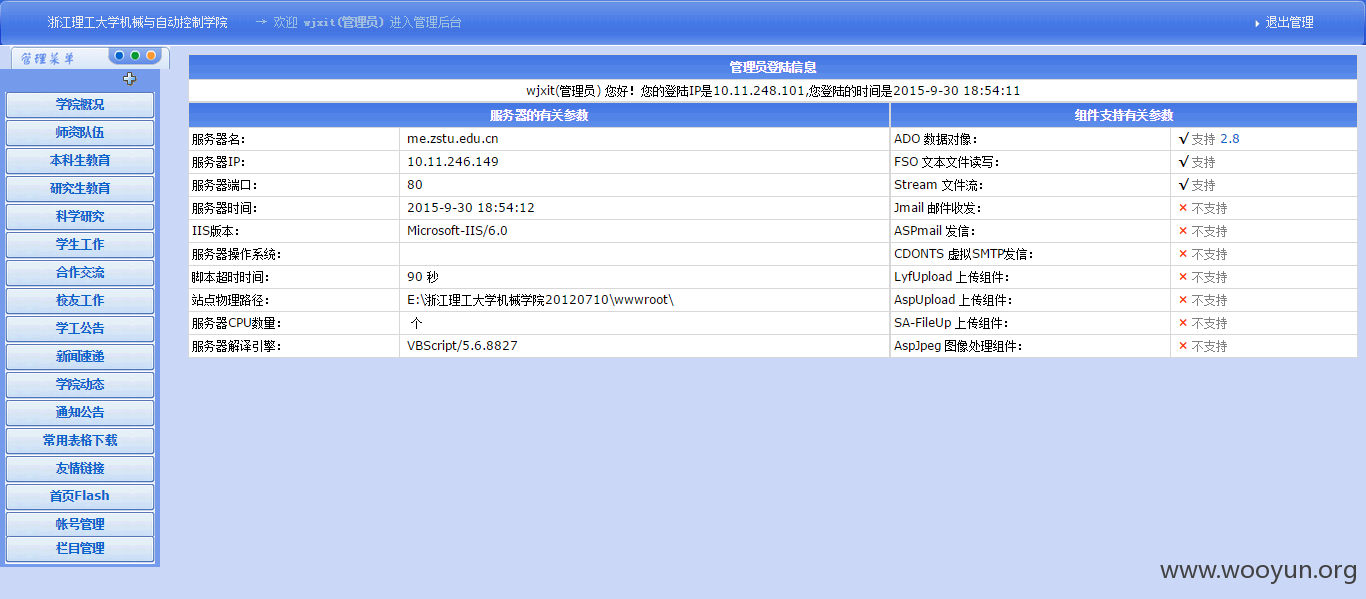 浙江理工大学机械与自动控制学院 → 欢迎 wjxit(管理员) 进入管理后台 退出管理
管理菜单
学院概况
师资队伍
本科生教育
研究生教育
科学研究
学生工作
合作交流
校友工作
学工公告
新闻速递
学院动态
通知公告
常用表格下载
友情链接
首页Flash
帐号管理
栏目管理
管理员登陆信息
wjxit(管理员) 您好！您的登陆IP是10.11.248.101,您登陆的时间是2015-9-30 18:54:11
服务器的有关参数
服务器名： me.zstu.edu.cn
服务器IP： 10.11.246.149
服务器端口： 80
服务器时间： 2015-9-30 18:54:12
IIS版本： Microsoft-IIS/6.0
服务器操作系统：
脚本超时时间： 90 秒
站点物理路径： E:\浙江理工大学机械学院20120710\wwwroot\
服务器CPU数量： 个
服务器解译引擎： VBScript/5.6.8827
组件支持有关参数
ADO 数据对像： √支持 2.8
FSO 文本文件读写： √支持
Stream 文件流： √支持
Jmail 邮件收发： × 不支持
ASPmail 发信： × 不支持
CDONTS 虚拟SMTP发信： × 不支持
LyfUpload 上传组件： × 不支持
AspUpload 上传组件： × 不支持
SA-FileUp 上传组件： × 不支持
AspJpeg 图像处理组件： × 不支持
www.wooyun.org